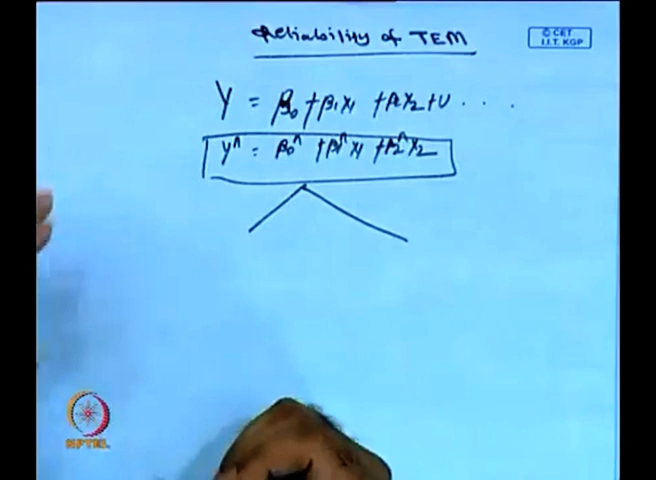 Reliability of TEM
© CET
I.I.T. KGP
Y = β₀ + β₁x₁ + β₂x₂ + U . . . .
y^ = β₀^ + β₁^ x₁ + β₂^ x₂
NPTEL